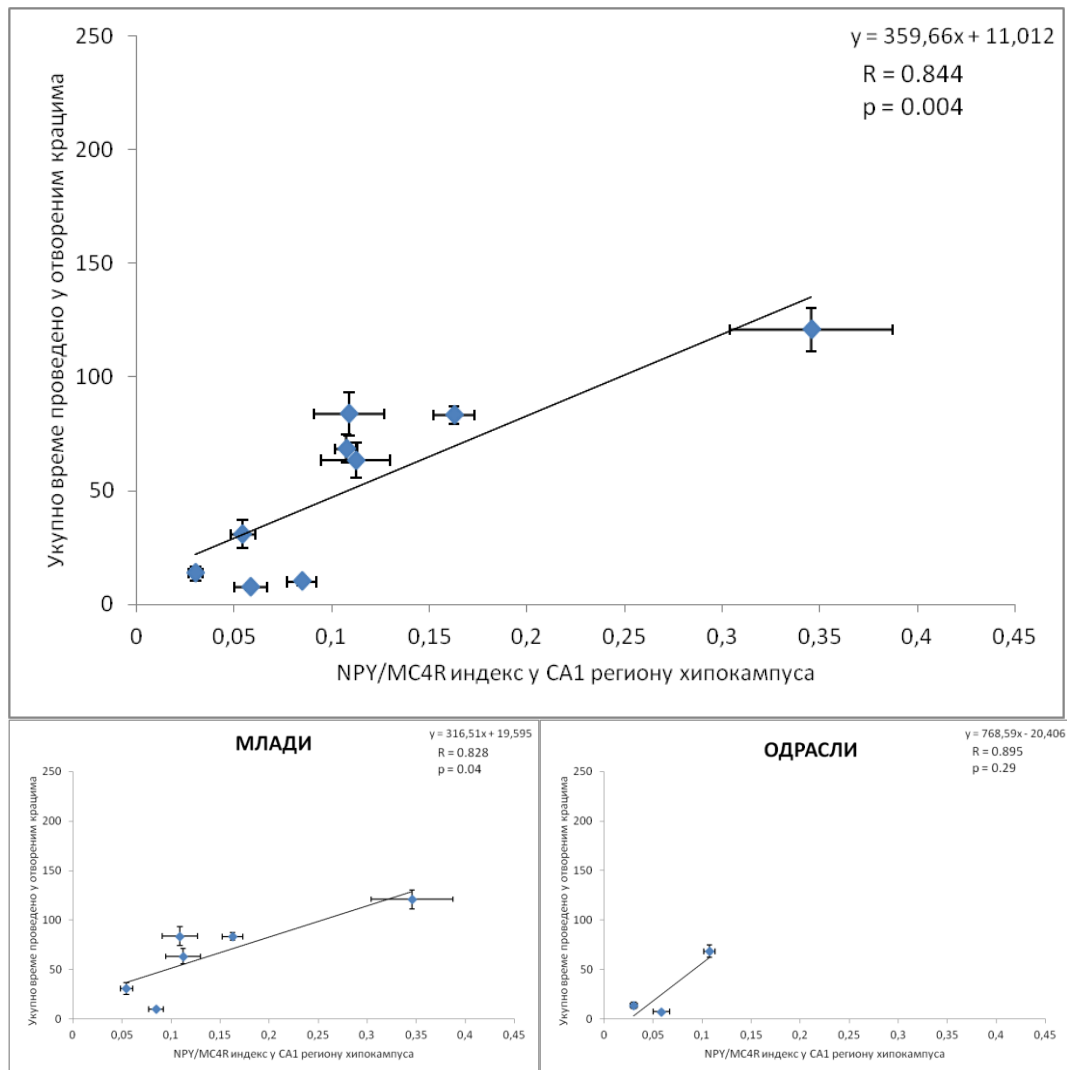 y = 359,66x + 11,012
R = 0.844
p = 0.004
Укупно време проведено у отвореним крацима
250
200
150
100
50
0
0 0,05 0,1 0,15 0,2 0,25 0,3 0,35 0,4 0,45
NPY/MC4R индекс у CA1 региону хипокампуса
МЛАДИ
y = 316,51x + 19,595
R = 0.828
p = 0.04
Укупно време проведено у отвореним крацима
250
200
150
100
50
0
0 0,05 0,1 0,15 0,2 0,25 0,3 0,35 0,4 0,45
NPY/MC4R индекс у CA1 региону хипокампуса
ОДРАСЛИ
y = 768,59x - 20,406
R = 0.895
p = 0.29
Укупно време проведено у отвореним крацима
250
200
150
100
50
0
0 0,05 0,1 0,15 0,2 0,25 0,3 0,35 0,4 0,45
NPY/MC4R индекс у CA1 региону хипокампуса